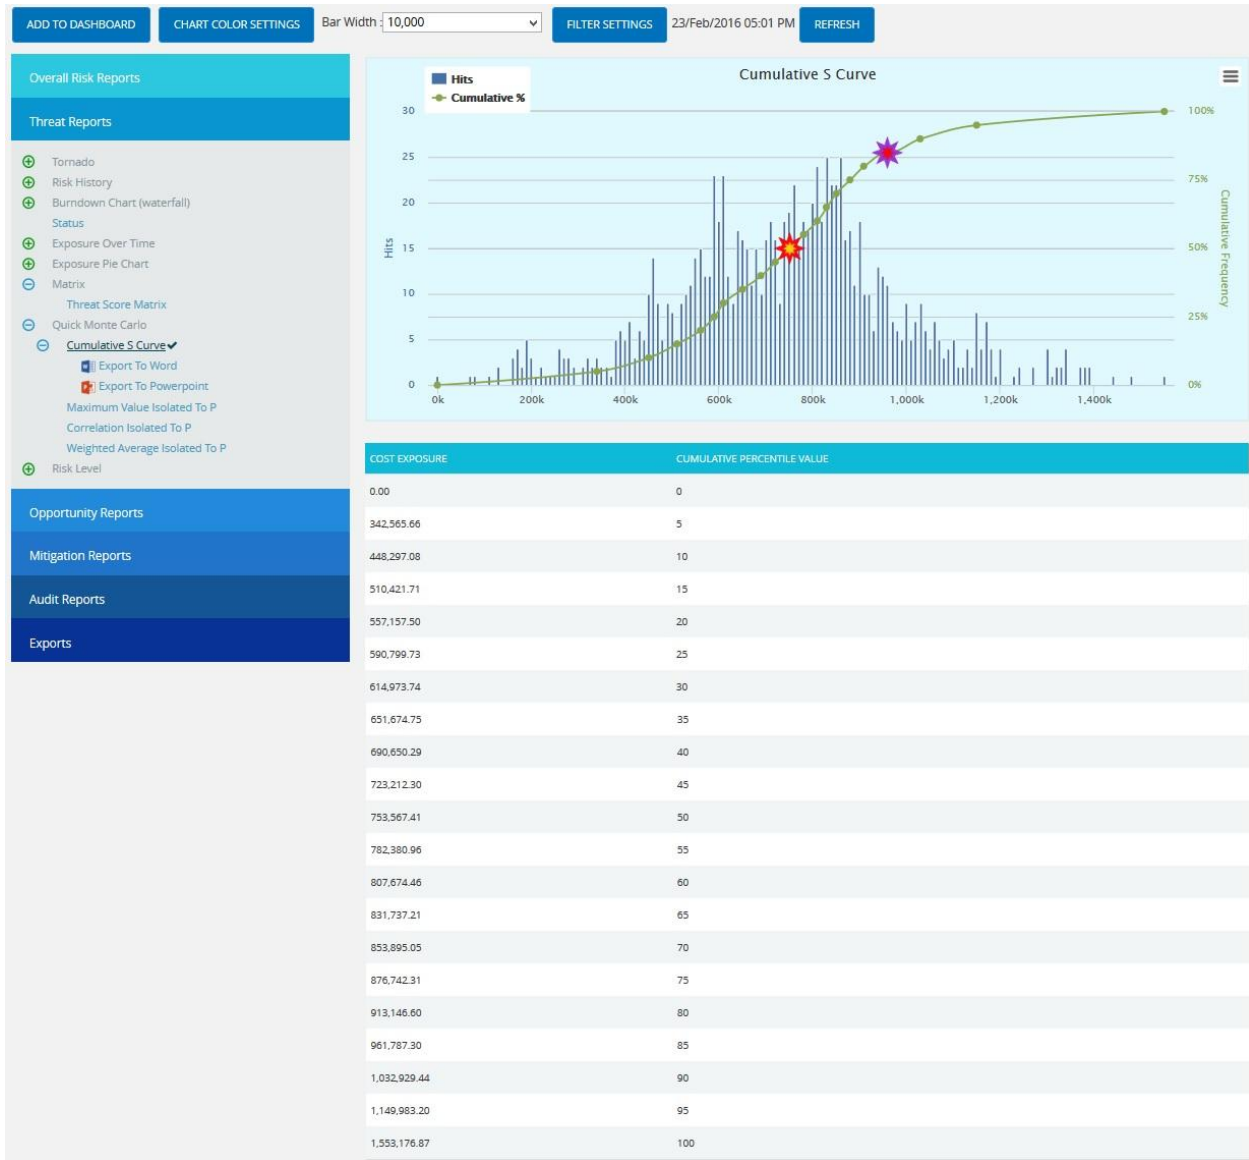 ADD TO DASHBOARD CHART COLOR SETTINGS Bar Width : 10,000 FILTER SETTINGS 23/Feb/2016 05:01 PM REFRESH
Overall Risk Reports
Threat Reports
Tornado
Risk History
Burndown Chart (waterfall)
Status
Exposure Over Time
Exposure Pie Chart
Matrix
Threat Score Matrix
Quick Monte Carlo
Cumulative S Curve
Export To Word
Export To Powerpoint
Maximum Value Isolated To P
Correlation Isolated To P
Weighted Average Isolated To P
Risk Level
Opportunity Reports
Mitigation Reports
Audit Reports
Exports
Cumulative S Curve
Hits
Cumulative %
30
25
20
15
10
5
0
Hits
100%
75%
50%
25%
0%
Cumulative Frequency
0k 200k 400k 600k 800k 1,000k 1,200k 1,400k
COST EXPOSURE CUMULATIVE PERCENTILE VALUE
0.00 0
342,565.66 5
448,297.08 10
510,421.71 15
557,157.50 20
590,799.73 25
614,973.74 30
651,674.75 35
690,650.29 40
723,212.30 45
753,567.41 50
782,380.96 55
807,674.46 60
831,737.21 65
853,895.05 70
876,742.31 75
913,146.60 80
961,787.30 85
1,032,929.44 90
1,149,983.20 95
1,553,176.87 100